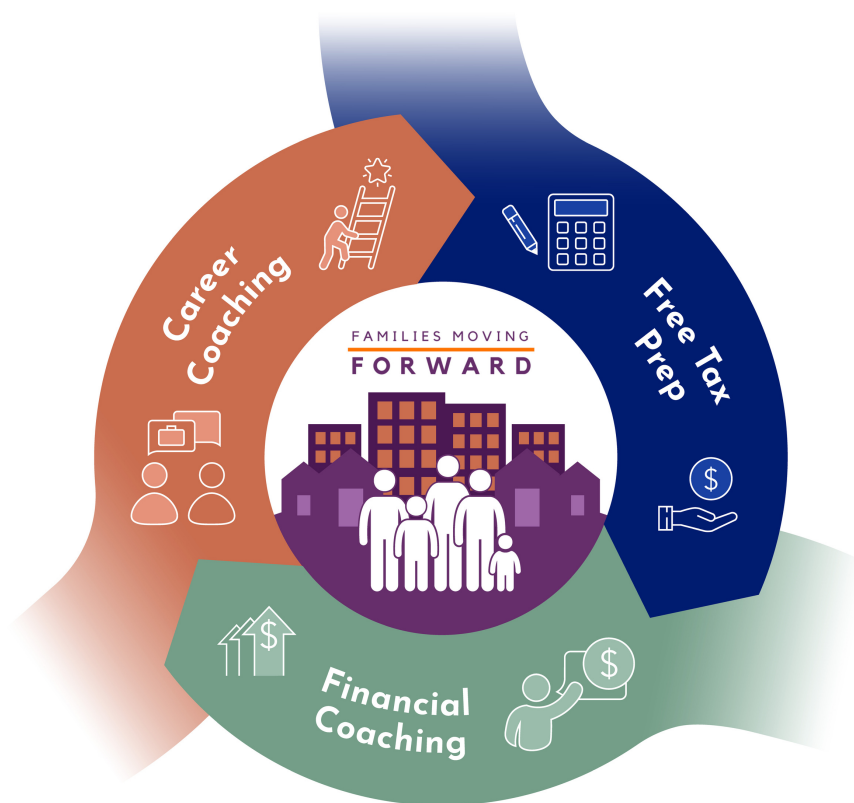 FAMILIES MOVING
FORWARD
Career
Coaching
Free Tax
Prep
$
$
$
Financial
Coaching